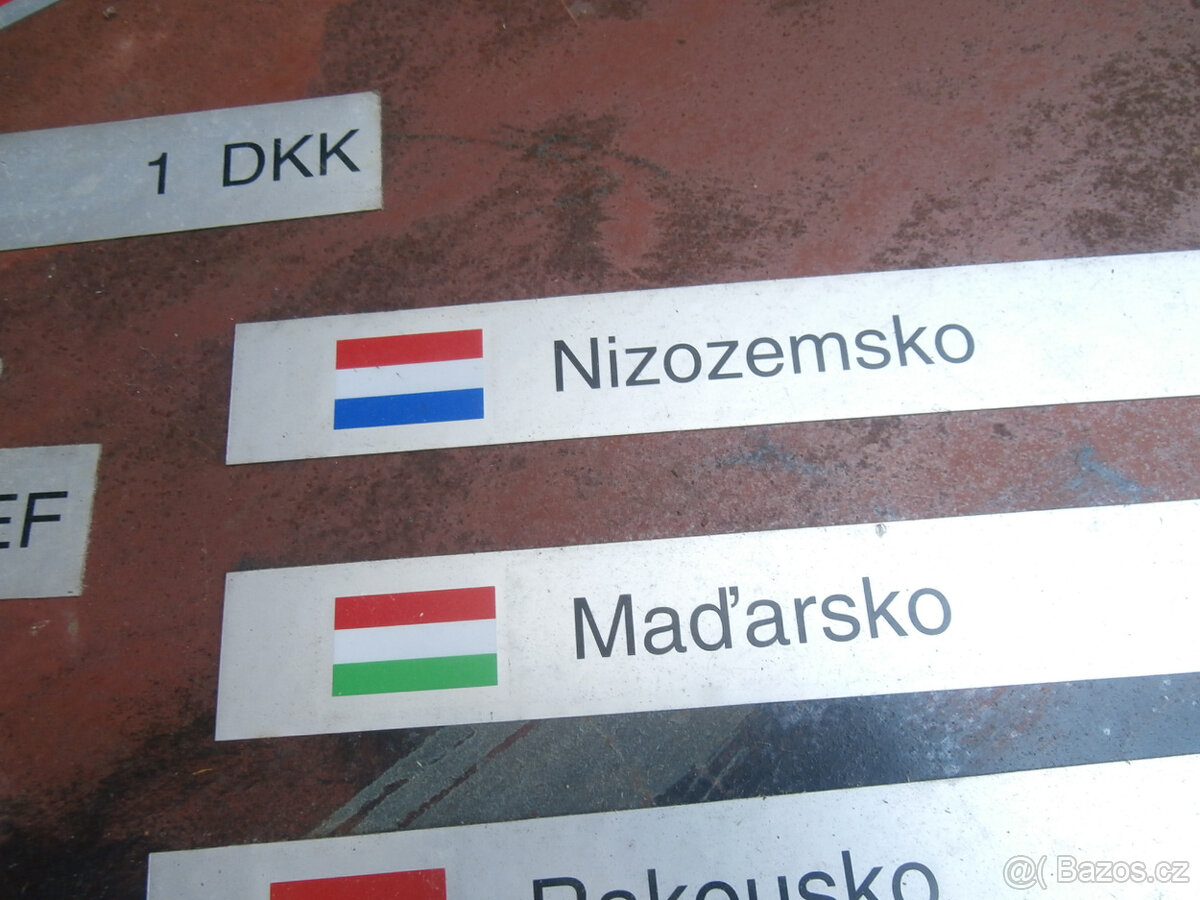 1 DKK
Nizozemsko
EF
Maďarsko
Rakousko
@( Bazos.cz